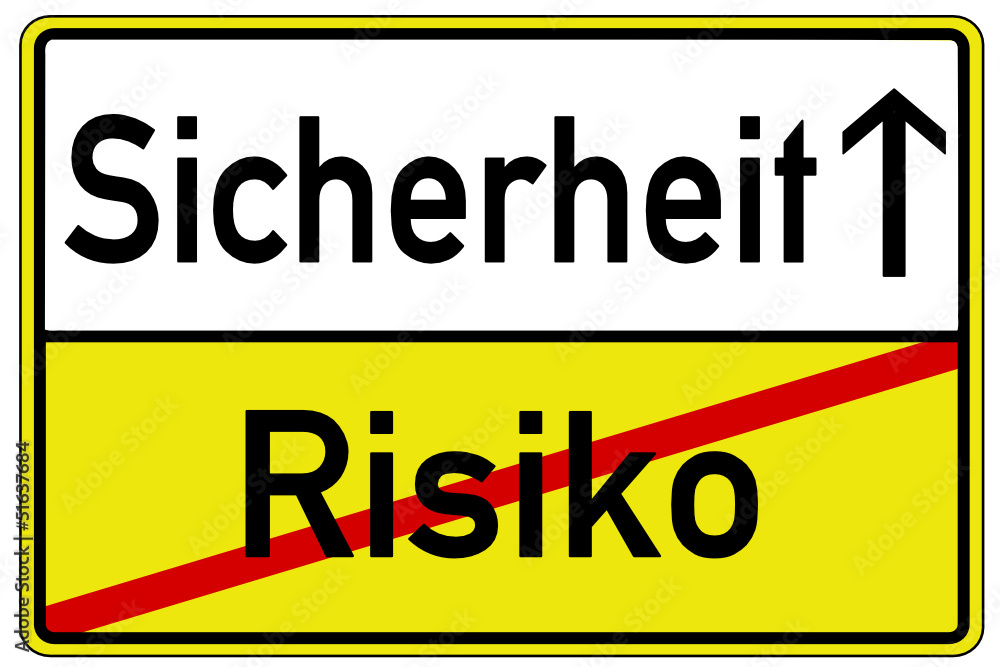 Sicherheit↑
Risiko
Adobe Stock | #51637684